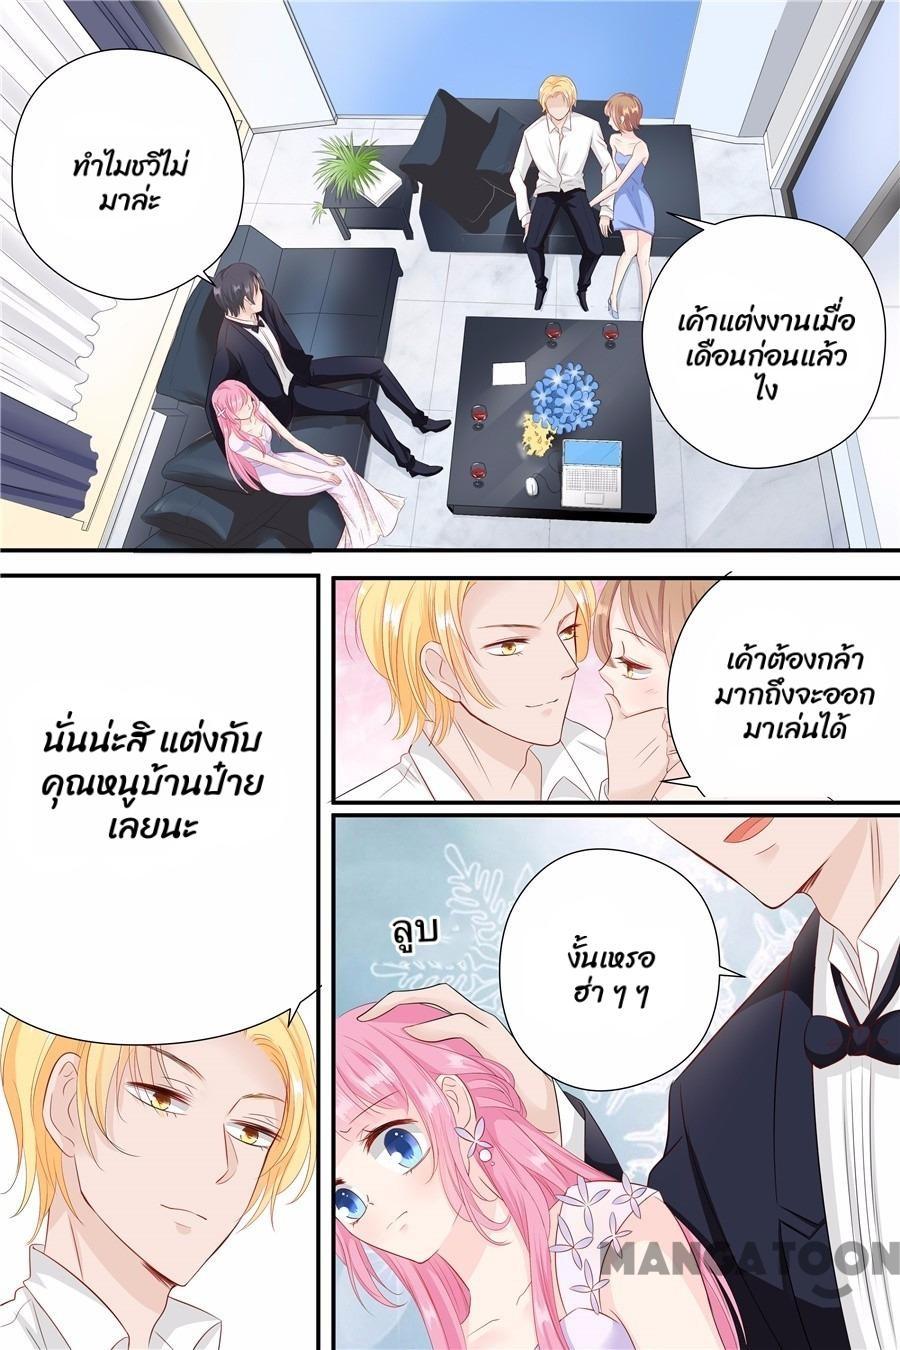 ทำไมชวีไม่
มาล่ะ
เค้าแต่งงานเมื่อ
เดือนก่อนแล้ว
ไง
เค้าต้องกล้า
มากถึงจะออก
มาเล่นได้
นั่นน่ะสิ แต่งกับ
คุณหนูบ้านป๋าย
เลยนะ
ลูบ
งั้นเหรอ
ฮ่า ๆ ๆ
MANGATOON